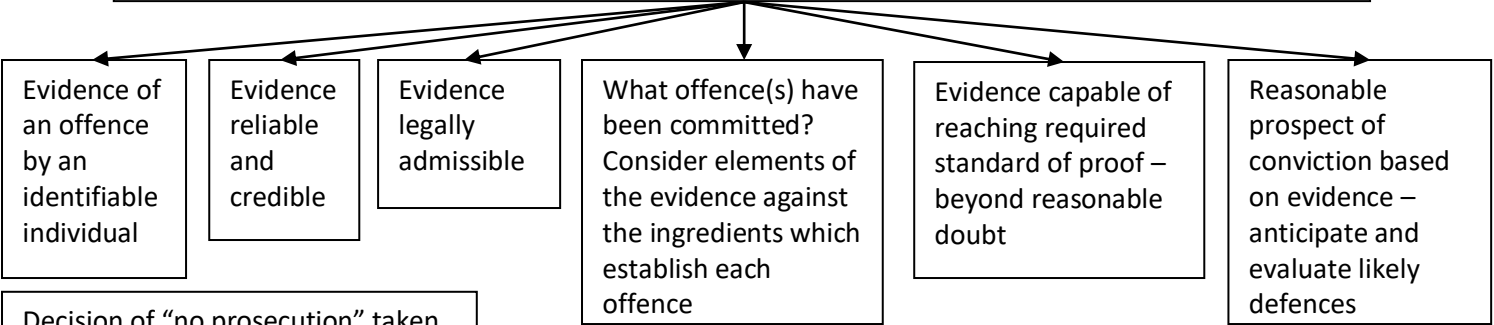 Evidence of
an offence
by an
identifiable
individual
Evidence
reliable
and
credible
Evidence
legally
admissible
What offence(s) have
been committed?
Consider elements of
the evidence against
the ingredients which
establish each
offence
Evidence capable of
reaching required
standard of proof –
beyond reasonable
doubt
Reasonable
prospect of
conviction based
on evidence –
anticipate and
evaluate likely
defences
Decision of “no prosecution” taken